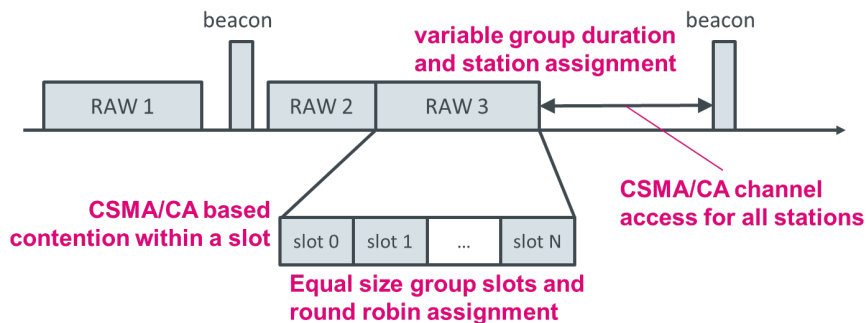 beacon
variable group duration
and station assignment
beacon
RAW 1
RAW 2
RAW 3
CSMA/CA based
contention within a slot
CSMA/CA channel
access for all stations
slot 0
slot 1
...
slot N
Equal size group slots and
round robin assignment